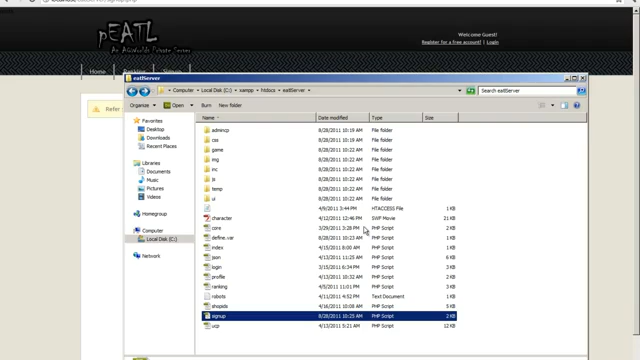 pEATL
An AQWorlds Private Server
Welcome Guest!
Register for a free account! | Login
Home
eatlServer
Computer ▸ Local Disk (C:) ▸ xampp ▸ htdocs ▸ eatlServer ▸
Search eatlServer
Organize Open Burn New folder
Name Date modified Type Size
Favorites
Desktop
Downloads
Recent Places
Libraries
Documents
Music
Pictures
Videos
Homegroup
Computer
Local Disk (C:)
Network
admincp 8/28/2011 10:19 AM File folder
css 8/28/2011 10:19 AM File folder
game 8/28/2011 10:22 AM File folder
img 8/28/2011 10:22 AM File folder
inc 8/28/2011 10:22 AM File folder
js 8/28/2011 10:22 AM File folder
temp 8/28/2011 10:22 AM File folder
ui 8/28/2011 10:22 AM File folder
4/9/2011 3:44 PM HTACCESS File 1 KB
character 4/12/2011 12:46 PM SWF Movie 21 KB
core 3/29/2011 3:28 PM PHP Script 2 KB
define.var 8/28/2011 10:23 AM PHP Script 1 KB
index 4/15/2011 8:00 AM PHP Script 1 KB
json 4/13/2011 11:25 AM PHP Script 6 KB
login 3/15/2011 6:34 PM PHP Script 1 KB
profile 4/13/2011 10:32 AM PHP Script 1 KB
ranking 4/5/2011 11:01 PM PHP Script 1 KB
robots 4/11/2011 4:52 PM Text Document 1 KB
shopids 4/16/2011 10:08 AM PHP Script 1 KB
signup 8/28/2011 10:25 AM PHP Script 2 KB
ucp 4/13/2011 5:21 AM PHP Script 12 KB
Refer